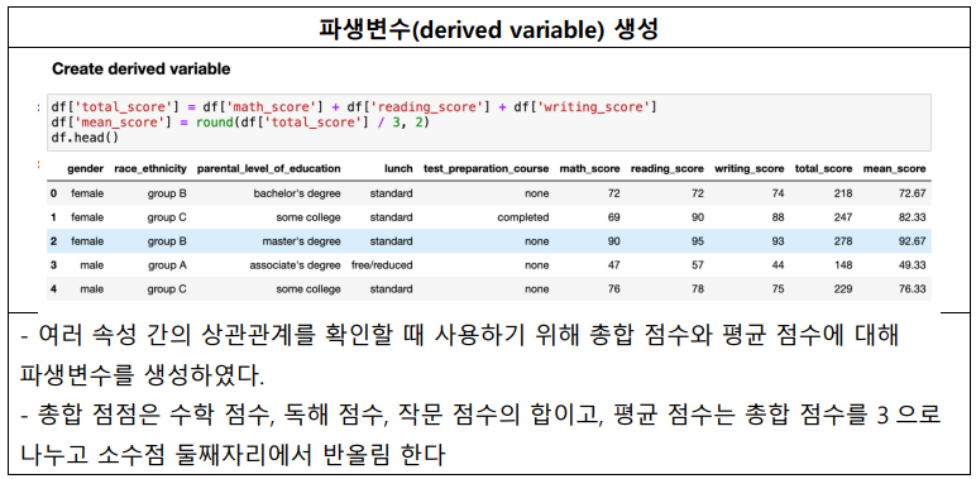 파생변수(derived variable) 생성
Create derived variable
df['total_score'] = df['math_score'] + df['reading_score'] + df['writing_score']
df['mean_score'] = round(df['total_score'] / 3, 2)
df.head()
gender race_ethnicity parental_level_of_education lunch test_preparation_course math_score reading_score writing_score total_score mean_score
0 female group B bachelor's degree standard none 72 72 74 218 72.67
1 female group C some college standard completed 69 90 88 247 82.33
2 female group B master's degree standard none 90 95 93 278 92.67
3 male group A associate's degree free/reduced none 47 57 44 148 49.33
4 male group C some college standard none 76 78 75 229 76.33
- 여러 속성 간의 상관관계를 확인할 때 사용하기 위해 총합 점수와 평균 점수에 대해
파생변수를 생성하였다.
- 총합 점점은 수학 점수, 독해 점수, 작문 점수의 합이고, 평균 점수는 총합 점수를 3 으로
나누고 소수점 둘째자리에서 반올림 한다